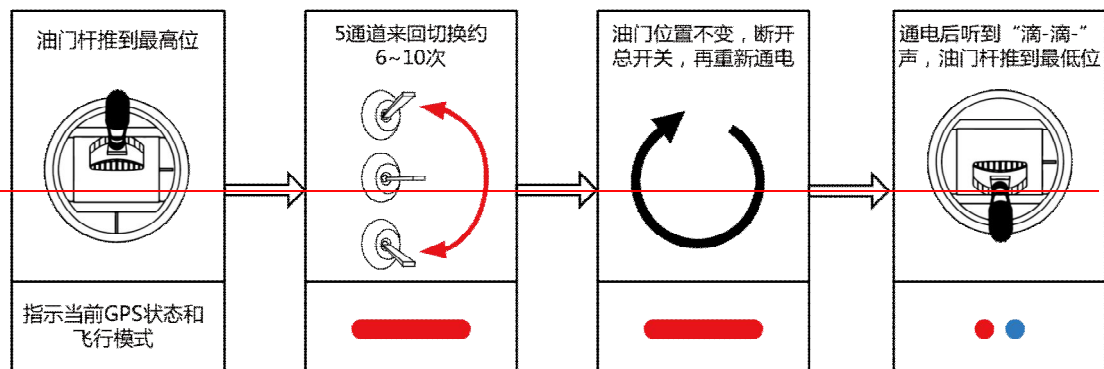 油门杆推到最高位
5通道来回切换约
6~10次
油门位置不变，断开
总开关，再重新通电
通电后听到“滴-滴-”
声，油门杆推到最低位
指示当前GPS状态和
飞行模式